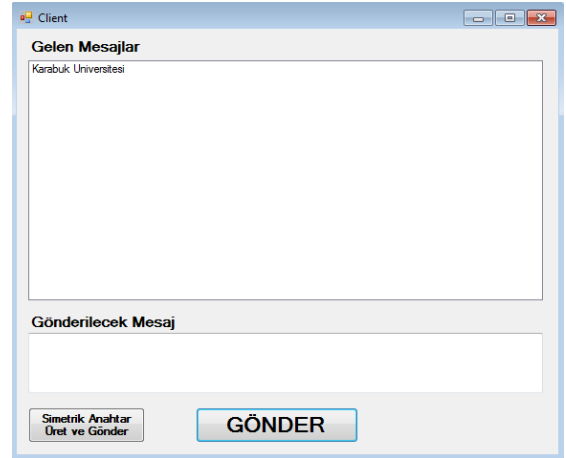 Client
Gelen Mesajlar
Karabuk Universitesi
Gönderilecek Mesaj
Simetrik Anahtar
Üret ve Gönder
GÖNDER